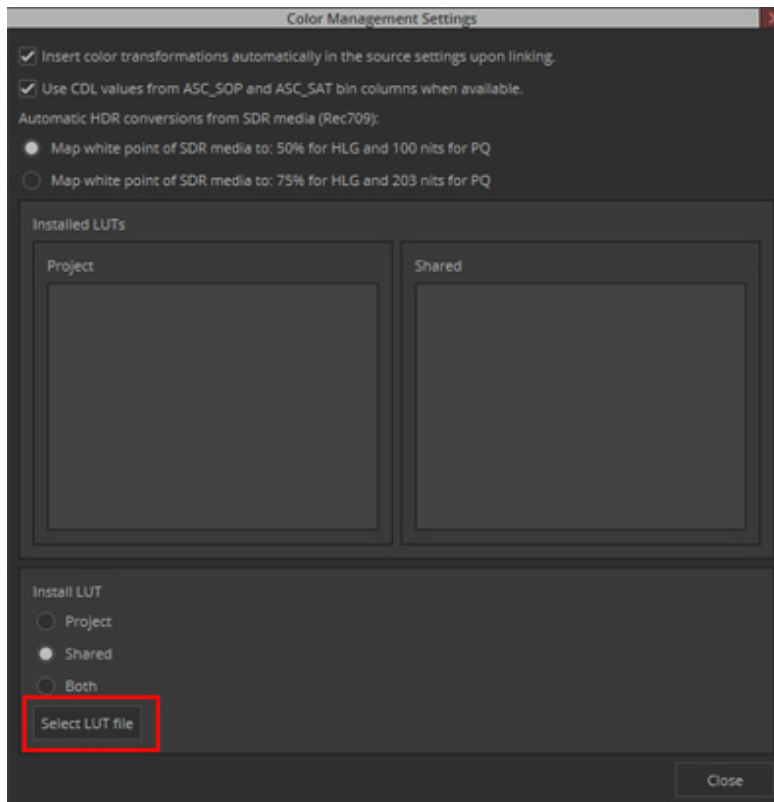 Color Management Settings
Insert color transformations automatically in the source settings upon linking.
Use CDL values from ASC_SOP and ASC_SAT bin columns when available.
Automatic HDR conversions from SDR media (Rec709):
Map white point of SDR media to: 50% for HLG and 100 nits for PQ
Map white point of SDR media to: 75% for HLG and 203 nits for PQ
Installed LUTs
Project
Shared
Install LUT
Project
Shared
Both
Select LUT file
Close